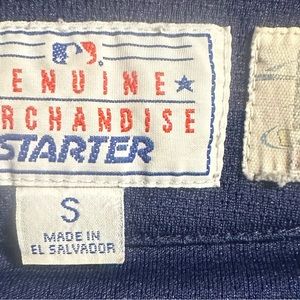 ENUINE
RCHANDISE
STARTER
S
MADE IN
EL SALVADOR